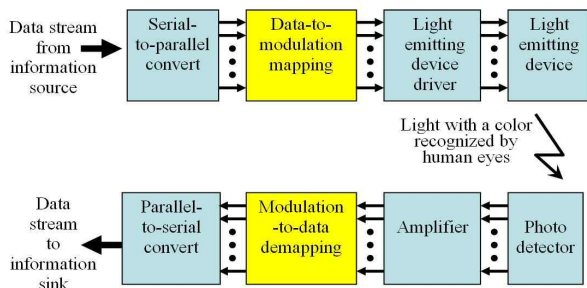 Data stream
from
information
source
Serial-
to-parallel
convert
Data-to-
modulation
mapping
Light
emitting
device
driver
Light
emitting
device
Light with a color
recognized by
human eyes
Data
stream
to
information
sink
Parallel-
to-serial
convert
Modulation
-to-data
demapping
Amplifier
Photo
detector